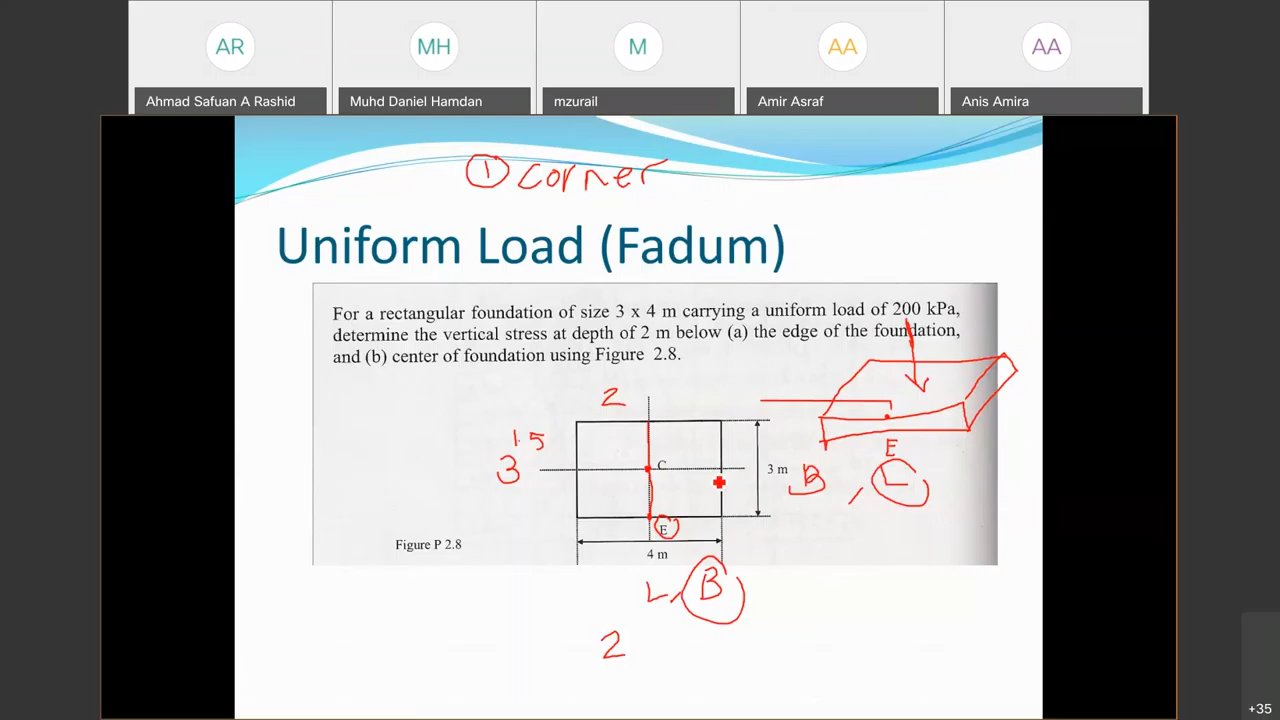 AR MH M AA AA
Ahmad Safuan A Rashid Muhd Daniel Hamdan mzurail Amir Asraf Anis Amira
① corner
Uniform Load (Fadum)
For a rectangular foundation of size 3 x 4 m carrying a uniform load of 200 kPa,
determine the vertical stress at depth of 2 m below (a) the edge of the foundation,
and (b) center of foundation using Figure 2.8.
2
1.5
3
C
3 m
E
B, L
E
Figure P 2.8
4 m
L, B
2
+35